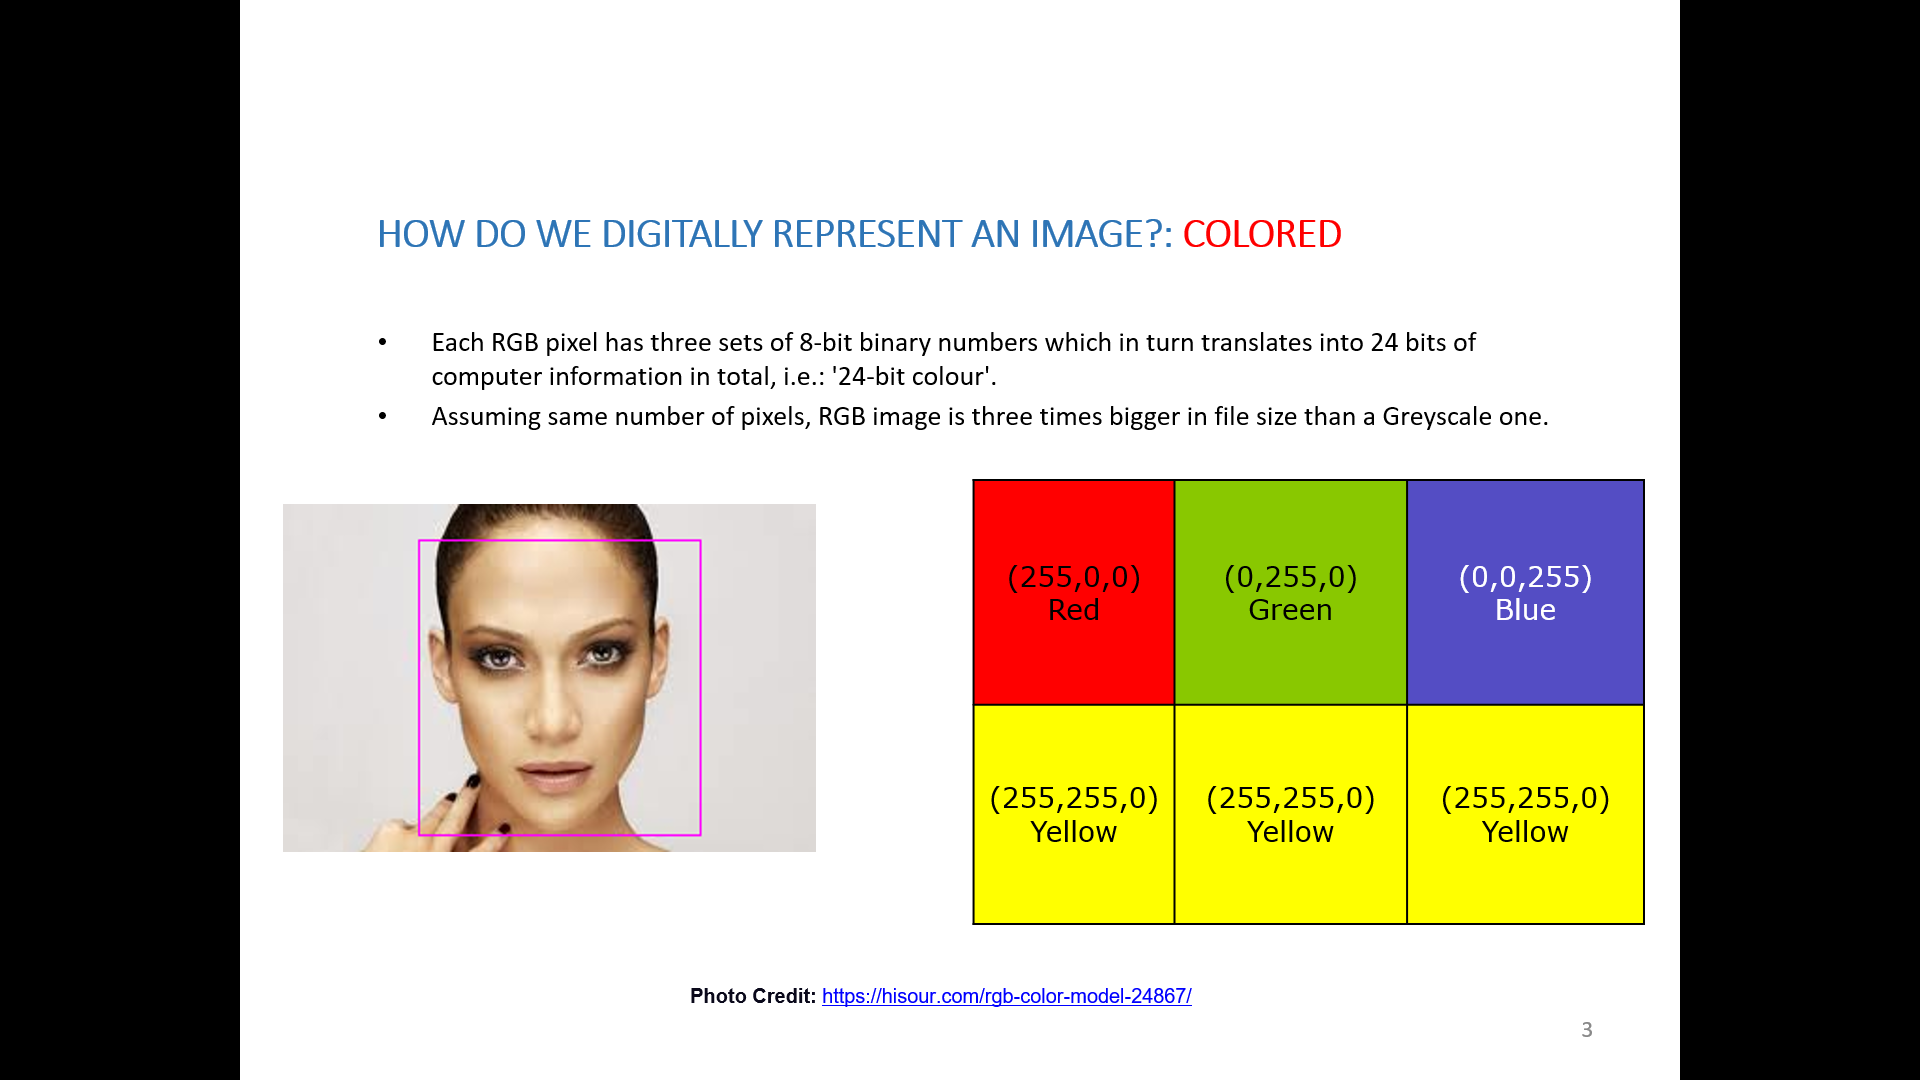 HOW DO WE DIGITALLY REPRESENT AN IMAGE?: COLORED
• Each RGB pixel has three sets of 8-bit binary numbers which in turn translates into 24 bits of
computer information in total, i.e.: '24-bit colour'.
• Assuming same number of pixels, RGB image is three times bigger in file size than a Greyscale one.
(255,0,0)
Red
(0,255,0)
Green
(0,0,255)
Blue
(255,255,0)
Yellow
(255,255,0)
Yellow
(255,255,0)
Yellow
Photo Credit: https://hisour.com/rgb-color-model-24867/
3